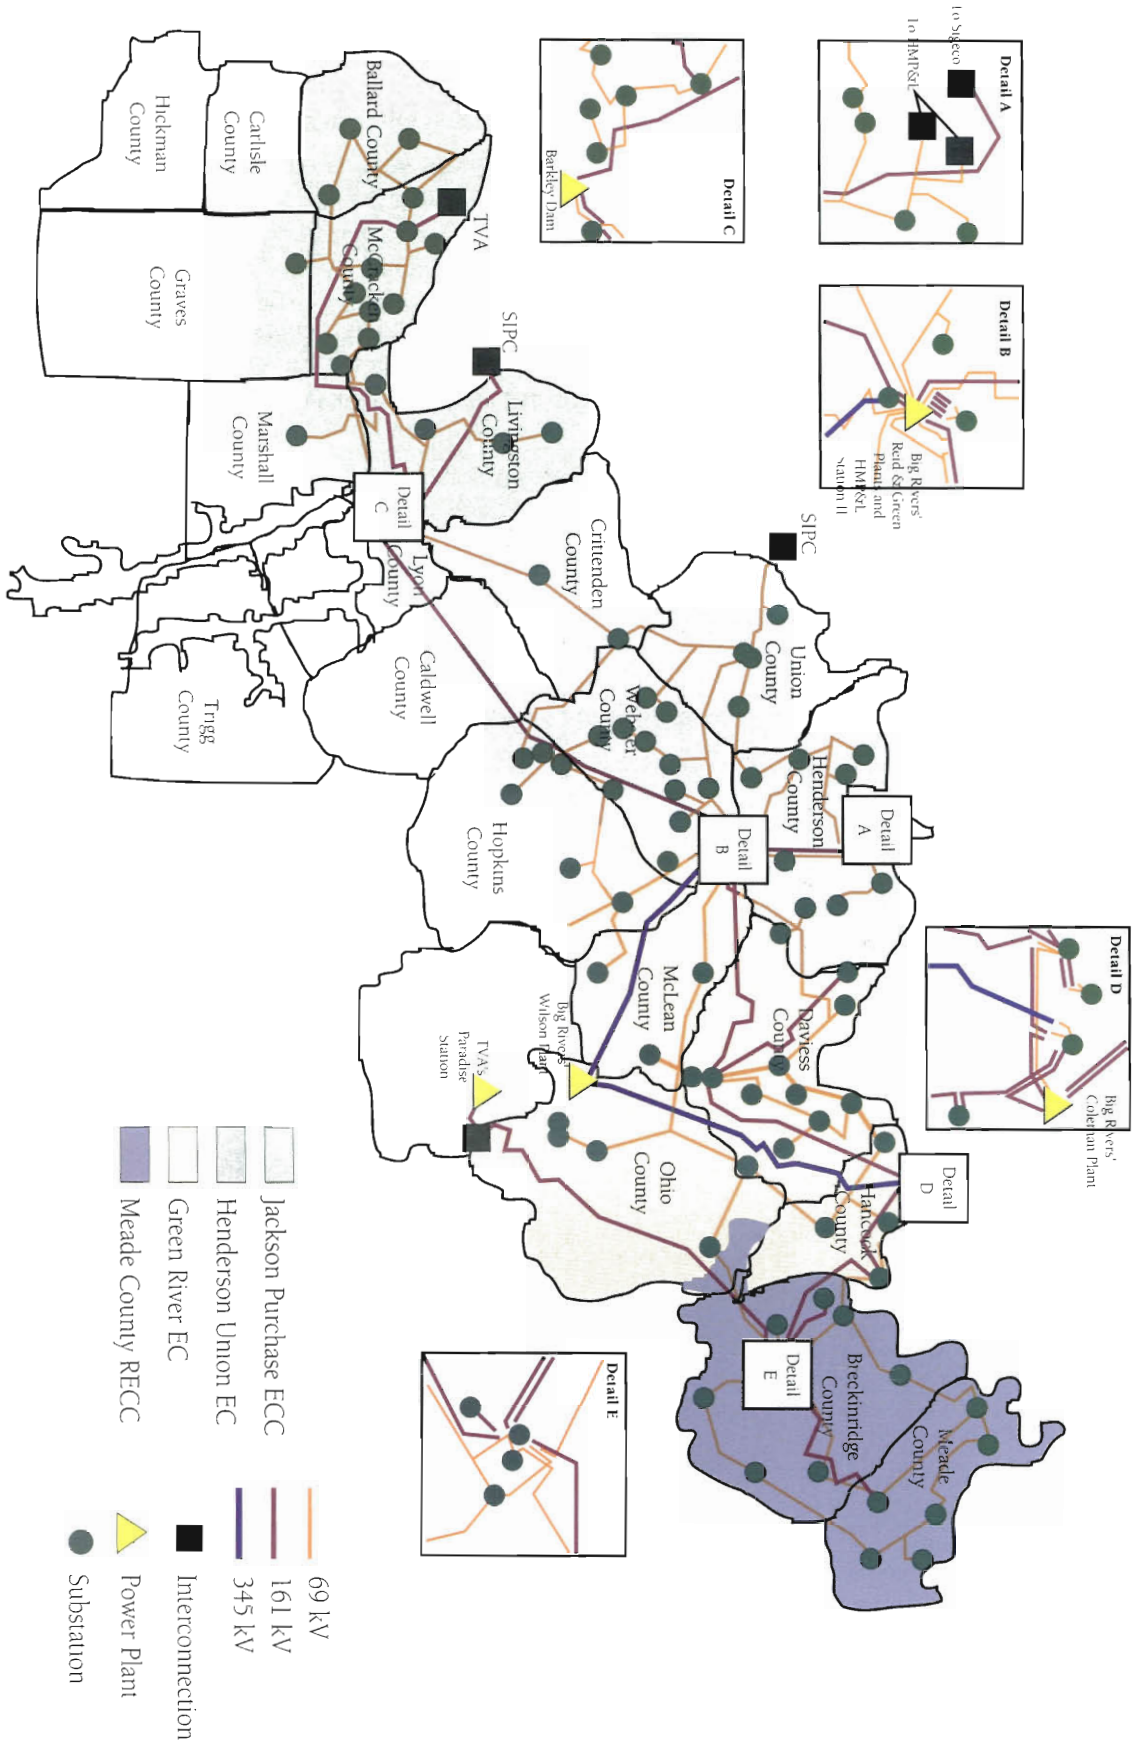 Detail A
To Sigeco
To HMP&L
Detail B
Big Rivers'
Reid & Green
Plants and
HMP&L
Station II
Detail C
Barkley Dam
Detail D
Big Rivers'
Coleman Plant
Detail E
Ballard County
Carlisle
County
Hickman
County
TVA
McCracken
County
Graves
County
SIPC
Livingston
County
Marshall
County
Detail
C
Lyon
County
Crittenden
County
SIPC
Union
County
Caldwell
County
Trigg
County
Webster
County
Henderson
County
Detail
A
Detail
B
Hopkins
County
McLean
County
Daviess
County
Big Rivers'
Wilson Plant
TVA's
Paradise
Station
Ohio
County
Hancock
County
Detail
D
Detail
E
Breckinridge
County
Meade
County
Jackson Purchase ECC
Henderson Union EC
Green River EC
Meade County RECC
69 kV
161 kV
345 kV
Interconnection
Power Plant
Substation